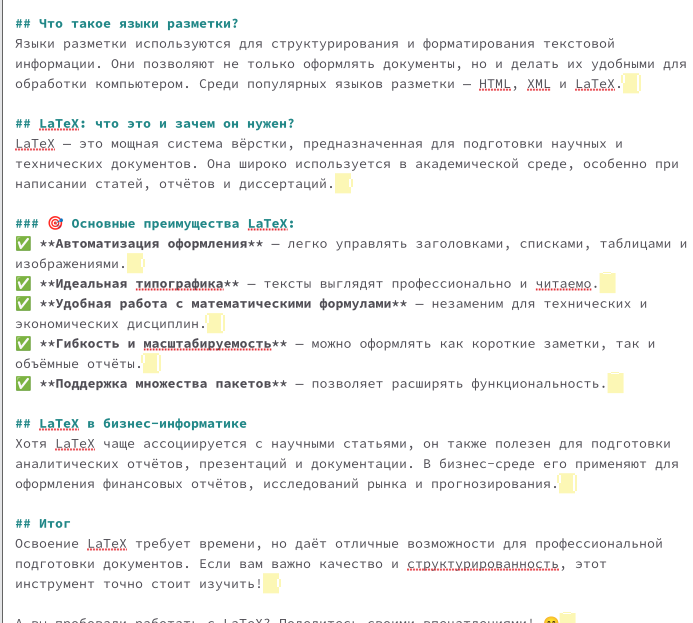 ## Что такое языки разметки?
Языки разметки используются для структурирования и форматирования текстовой
информации. Они позволяют не только оформлять документы, но и делать их удобными для
обработки компьютером. Среди популярных языков разметки — HTML, XML и LaTeX.
## LaTeX: что это и зачем он нужен?
LaTeX — это мощная система вёрстки, предназначенная для подготовки научных и
технических документов. Она широко используется в академической среде, особенно при
написании статей, отчётов и диссертаций.
### 🎯 Основные преимущества LaTeX:
✅ **Автоматизация оформления** — легко управлять заголовками, списками, таблицами и
изображениями.
✅ **Идеальная типографика** — тексты выглядят профессионально и читаемо.
✅ **Удобная работа с математическими формулами** — незаменим для технических и
экономических дисциплин.
✅ **Гибкость и масштабируемость** — можно оформлять как короткие заметки, так и
объёмные отчёты.
✅ **Поддержка множества пакетов** — позволяет расширять функциональность.
## LaTeX в бизнес-информатике
Хотя LaTeX чаще ассоциируется с научными статьями, он также полезен для подготовки
аналитических отчётов, презентаций и документации. В бизнес-среде его применяют для
оформления финансовых отчётов, исследований рынка и прогнозирования.
## Итог
Освоение LaTeX требует времени, но даёт отличные возможности для профессиональной
подготовки документов. Если вам важно качество и структурированность, этот
инструмент точно стоит изучить!
А вы пробовали работать с LaTeX? Поделитесь своими впечатлениями! 😊